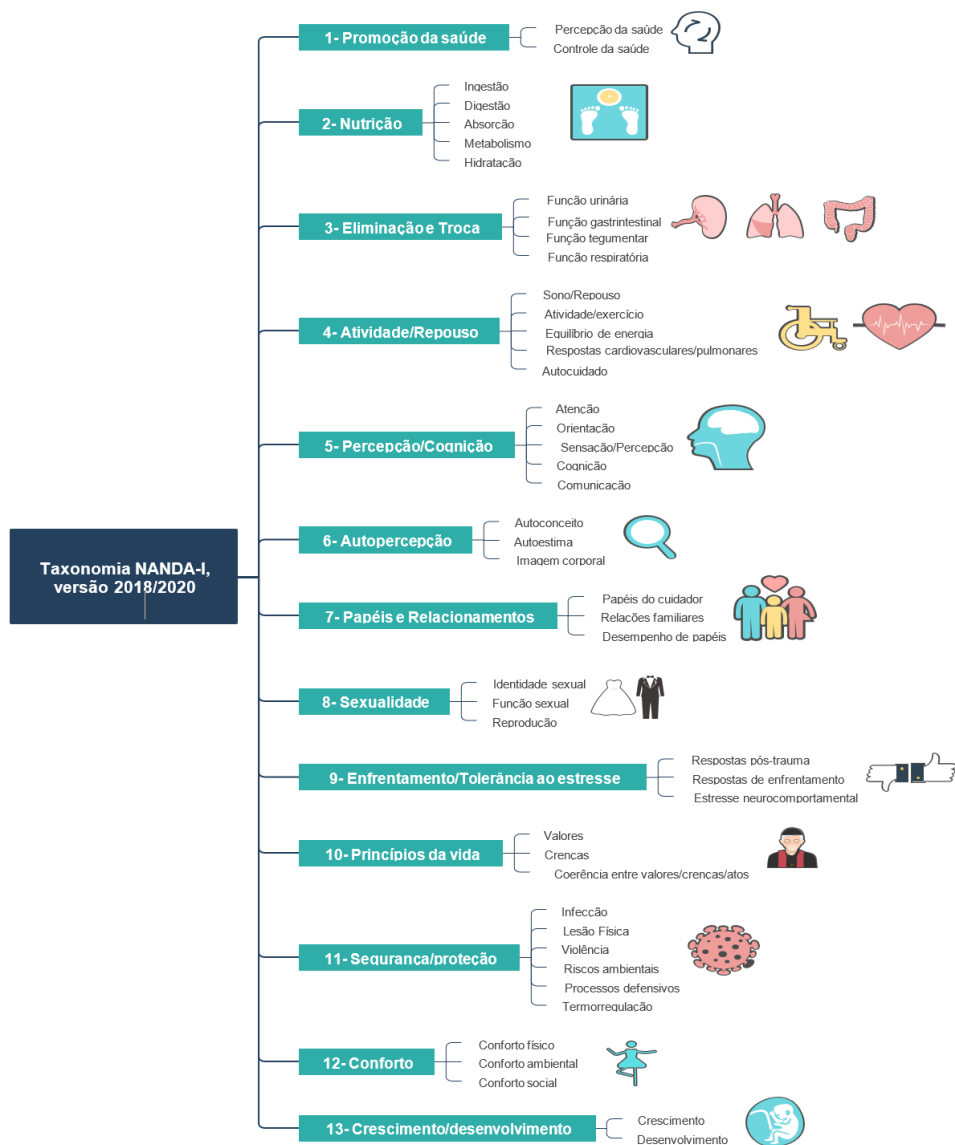 1- Promoção da saúde
Percepção da saúde
Controle da saúde
2- Nutrição
Ingestão
Digestão
Absorção
Metabolismo
Hidratação
3- Eliminação e Troca
Função urinária
Função gastrintestinal
Função tegumentar
Função respiratória
4- Atividade/Repouso
Sono/Repouso
Atividade/exercício
Equilíbrio de energia
Respostas cardiovasculares/pulmonares
Autocuidado
5- Percepção/Cognição
Atenção
Orientação
Sensação/Percepção
Cognição
Comunicação
Taxonomia NANDA-I,
versão 2018/2020
6- Autopercepção
Autoconceito
Autoestima
Imagem corporal
7- Papéis e Relacionamentos
Papéis do cuidador
Relações familiares
Desempenho de papéis
8- Sexualidade
Identidade sexual
Função sexual
Reprodução
9- Enfrentamento/Tolerância ao estresse
Respostas pós-trauma
Respostas de enfrentamento
Estresse neurocomportamental
10- Princípios da vida
Valores
Crenças
Coerência entre valores/crenças/atos
11- Segurança/proteção
Infecção
Lesão Física
Violência
Riscos ambientais
Processos defensivos
Termorregulação
12- Conforto
Conforto físico
Conforto ambiental
Conforto social
13- Crescimento/desenvolvimento
Crescimento
Desenvolvimento